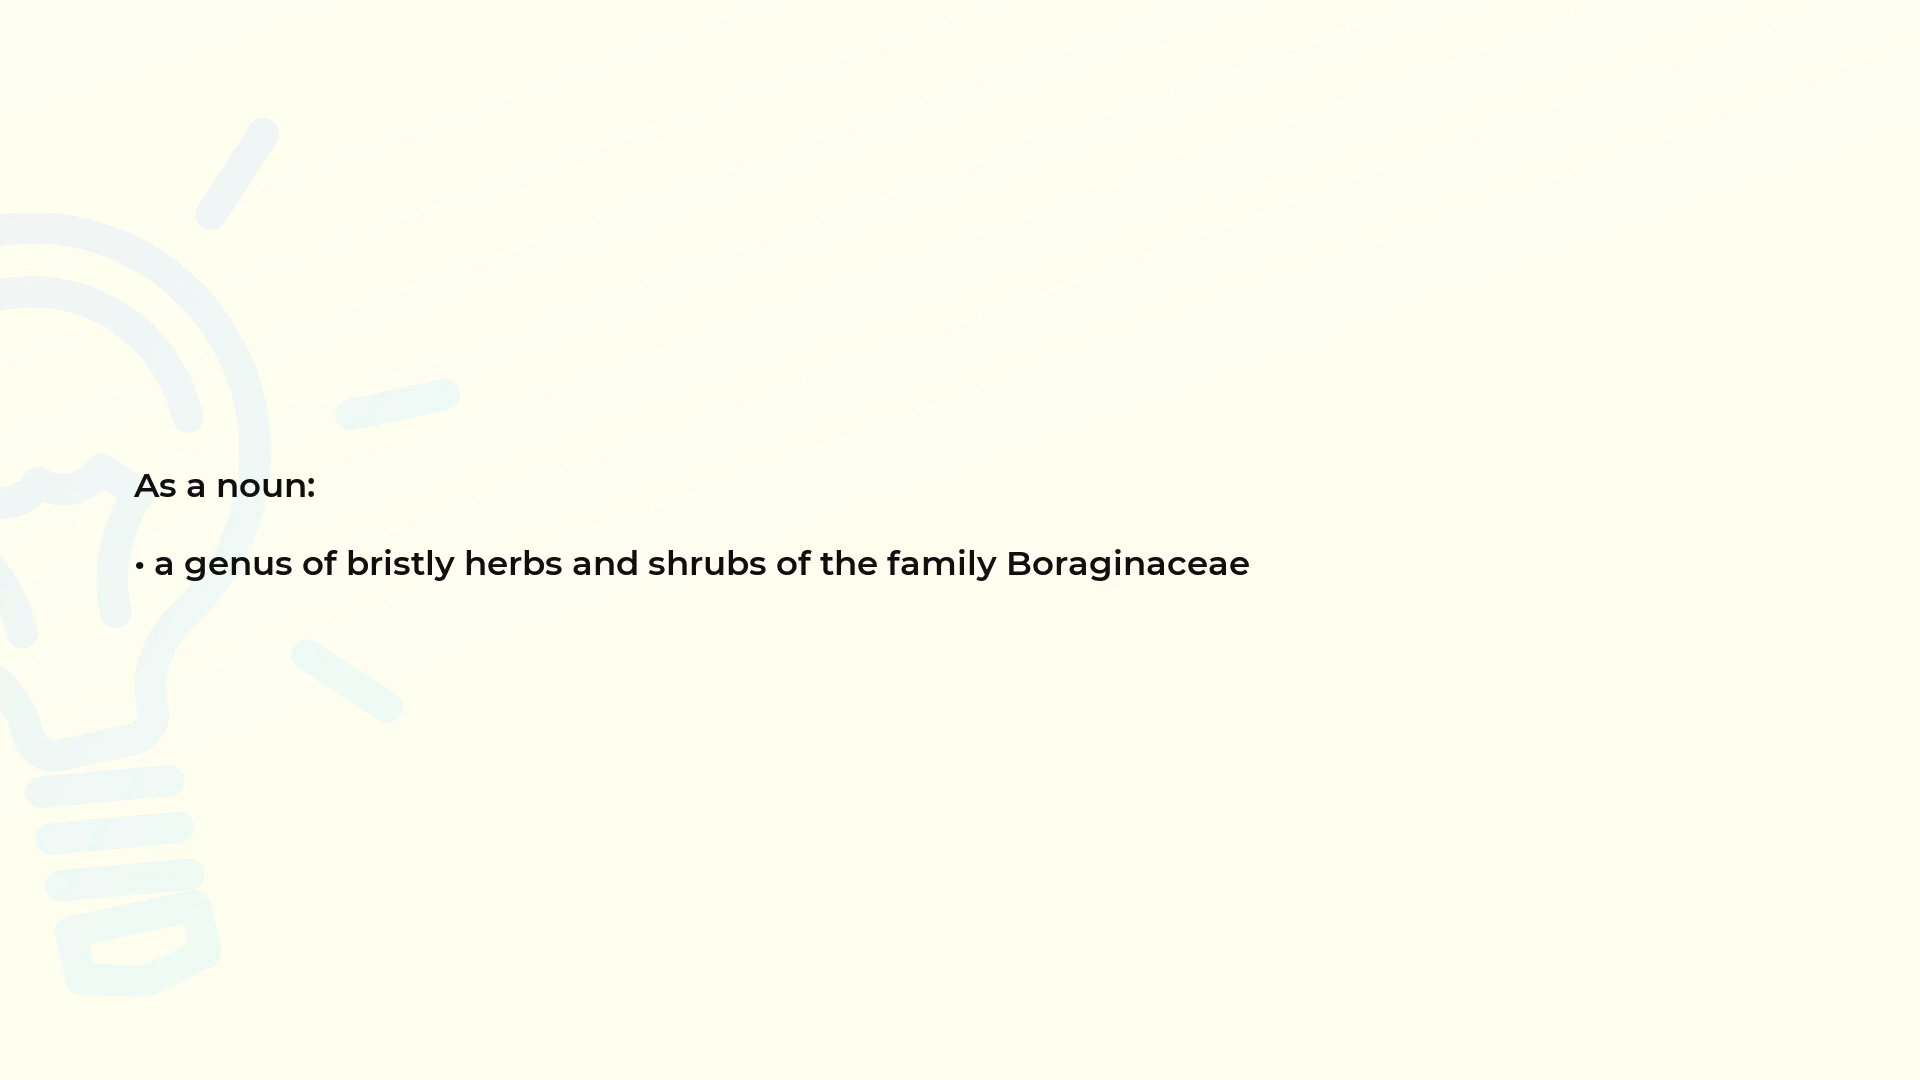 As a noun:
• a genus of bristly herbs and shrubs of the family Boraginaceae